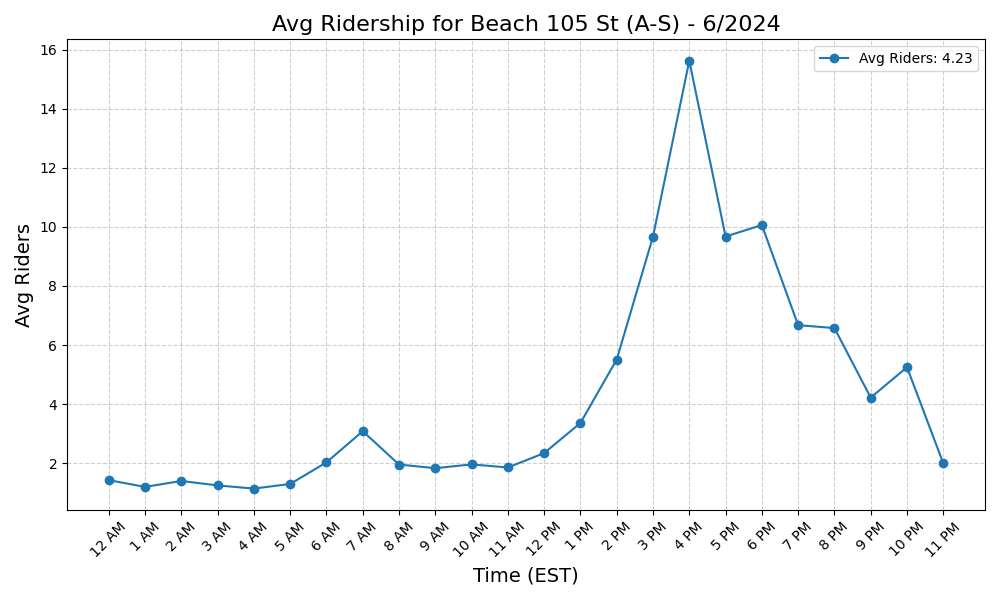 Avg Ridership for Beach 105 St (A-S) - 6/2024
Avg Riders: 4.23
16
14
12
10
8
6
4
2
Avg Riders
12 AM
1 AM
2 AM
3 AM
4 AM
5 AM
6 AM
7 AM
8 AM
9 AM
10 AM
11 AM
12 PM
1 PM
2 PM
3 PM
4 PM
5 PM
6 PM
7 PM
8 PM
9 PM
10 PM
11 PM
Time (EST)